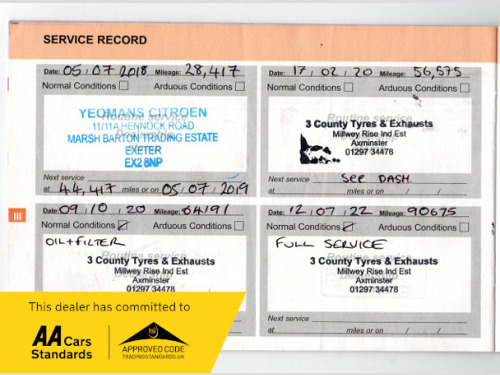 SERVICE RECORD
Date: 05 / 07 / 2018 Mileage: 28,417
Normal Conditions Arduous Conditions
YEOMANS CITROEN
11/11A HENNOCK ROAD
MARSH BARTON TRADING ESTATE
EXETER
EX2 8NP
Next service
at 44,417 miles or on 05 / 07 / 2019
Date: 17 / 02 / 20 Mileage: 56,575
Normal Conditions Arduous Conditions
Routine service
3 County Tyres & Exhausts
Millwey Rise Ind Est
Axminster
01297 34478
Next service SEE DASH.
at miles or on / /
III
Date: 09 / 10 / 20 Mileage: 64191
Normal Conditions Arduous Conditions
OIL + FILTER
3 County Tyres & Exhausts
Millwey Rise Ind Est
Axminster
01297 34478
Date: 12 / 07 / 22 Mileage: 90675
Normal Conditions Arduous Conditions
FULL SERVICE
3 County Tyres & Exhausts
Millwey Rise Ind Est
Axminster
01297 34478
Next service
at miles or on / /
This dealer has committed to
AA Cars
Standards
APPROVED CODE
TRADINGSTANDARDS.UK